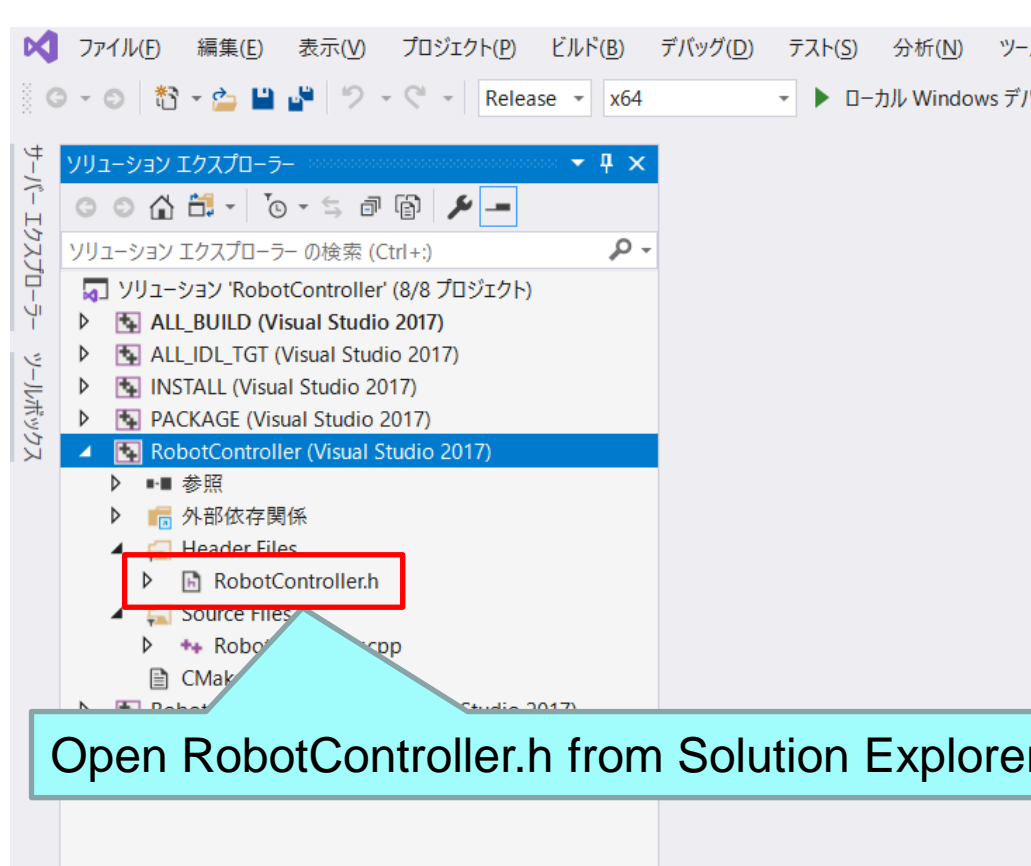 ファイル(F) 編集(E) 表示(V) プロジェクト(P) ビルド(B) デバッグ(D) テスト(S) 分析(N)
Release x64 ローカル Windows
サーバー エクスプローラー
ツールボックス
ソリューション エクスプローラー
ソリューション エクスプローラー の検索 (Ctrl+:)
ソリューション 'RobotController' (8/8 プロジェクト)
ALL_BUILD (Visual Studio 2017)
ALL_IDL_TGT (Visual Studio 2017)
INSTALL (Visual Studio 2017)
PACKAGE (Visual Studio 2017)
RobotController (Visual Studio 2017)
参照
外部依存関係
Header Files
RobotController.h
Source Files
Open RobotController.h from Solution Explorer